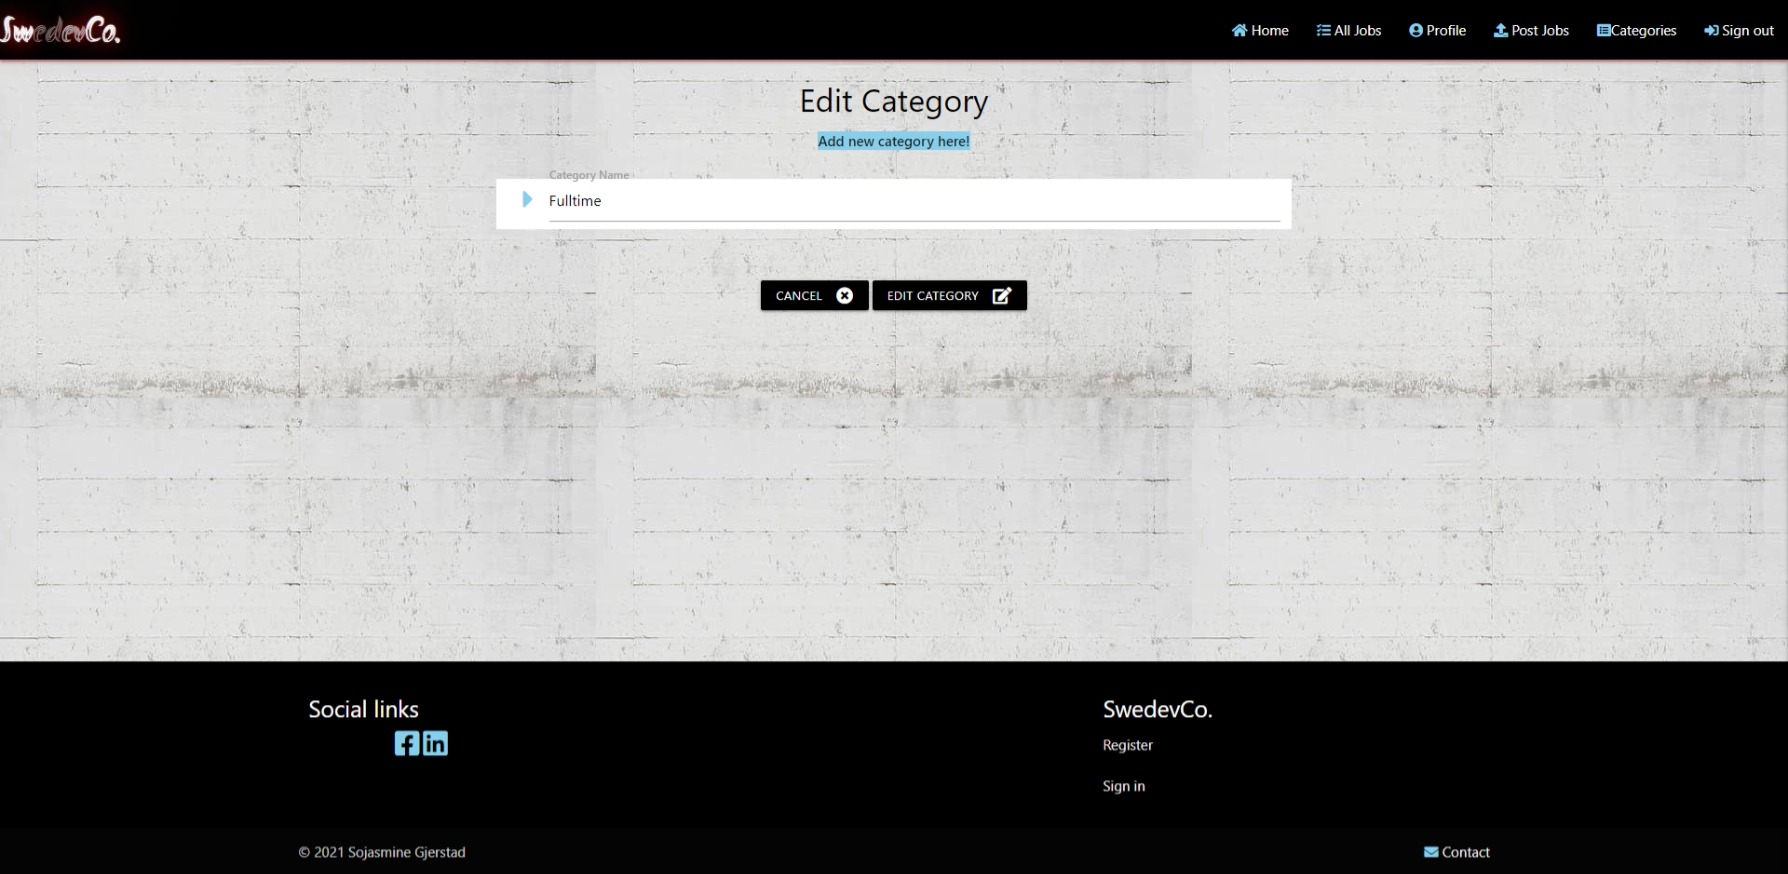 SwedevCo.
Home All Jobs Profile Post Jobs Categories Sign out
Edit Category
Add new category here!
Category Name
Fulltime
CANCEL EDIT CATEGORY
Social links
SwedevCo.
Register
Sign in
© 2021 Sojasmine Gjerstad
Contact